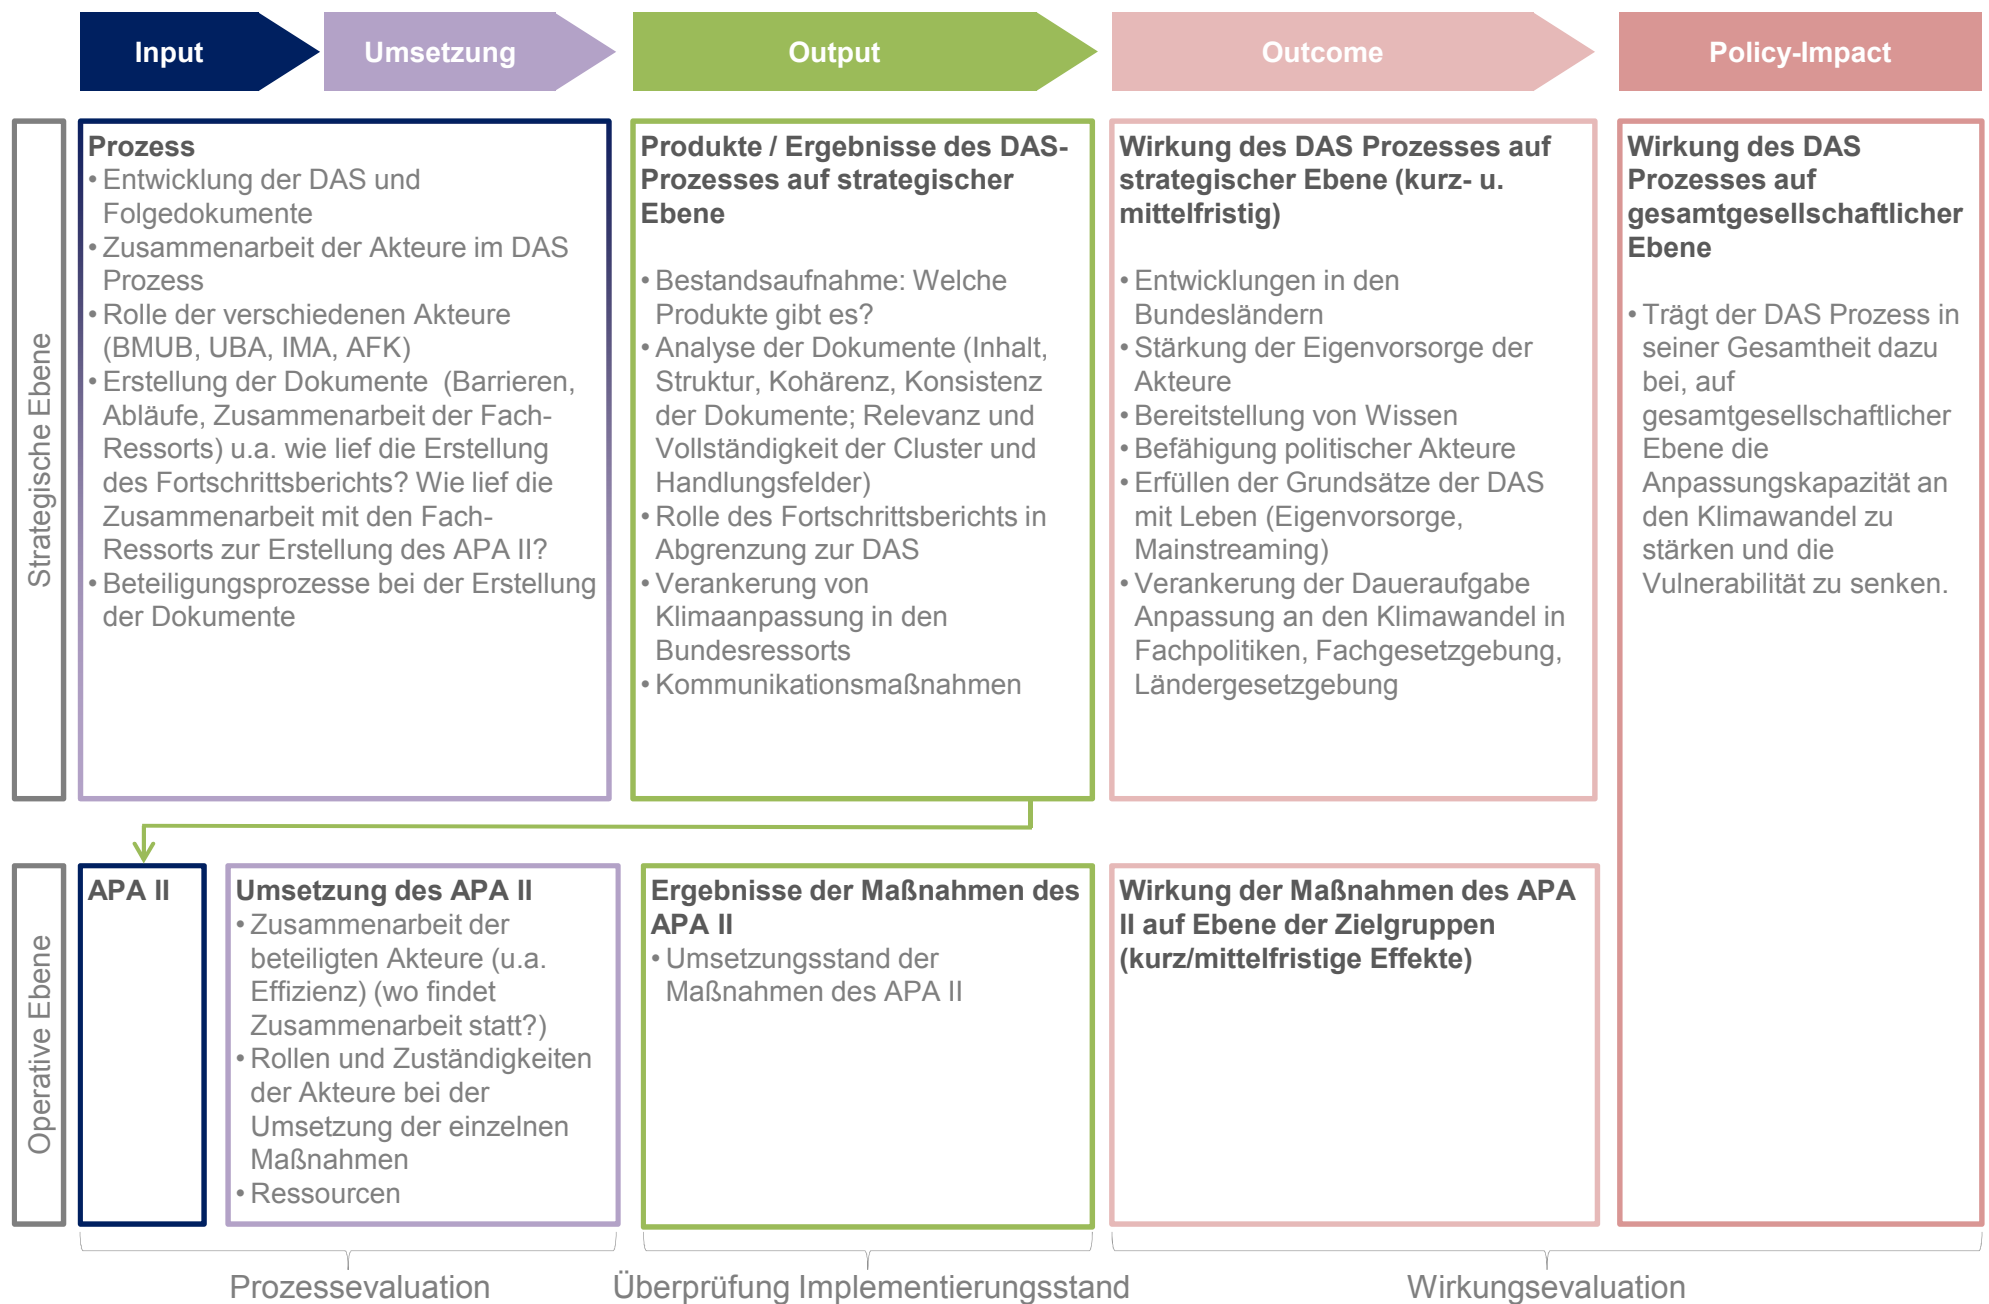 Input
Umsetzung
Output
Outcome
Policy-Impact
Strategische Ebene
Prozess
• Entwicklung der DAS und
Folgedokumente
• Zusammenarbeit der Akteure im DAS
Prozess
• Rolle der verschiedenen Akteure
(BMUB, UBA, IMA, AFK)
• Erstellung der Dokumente (Barrieren,
Abläufe, Zusammenarbeit der Fach-
Ressorts) u.a. wie lief die Erstellung
des Fortschrittsberichts? Wie lief die
Zusammenarbeit mit den Fach-
Ressorts zur Erstellung des APA II?
• Beteiligungsprozesse bei der Erstellung
der Dokumente
Produkte / Ergebnisse des DAS-
Prozesses auf strategischer
Ebene
• Bestandsaufnahme: Welche
Produkte gibt es?
• Analyse der Dokumente (Inhalt,
Struktur, Kohärenz, Konsistenz
der Dokumente; Relevanz und
Vollständigkeit der Cluster und
Handlungsfelder)
• Rolle des Fortschrittsberichts in
Abgrenzung zur DAS
• Verankerung von
Klimaanpassung in den
Bundesressorts
• Kommunikationsmaßnahmen
Wirkung des DAS Prozesses auf
strategischer Ebene (kurz- u.
mittelfristig)
• Entwicklungen in den
Bundesländern
• Stärkung der Eigenvorsorge der
Akteure
• Bereitstellung von Wissen
• Befähigung politischer Akteure
• Erfüllen der Grundsätze der DAS
mit Leben (Eigenvorsorge,
Mainstreaming)
• Verankerung der Daueraufgabe
Anpassung an den Klimawandel in
Fachpolitiken, Fachgesetzgebung,
Ländergesetzgebung
Wirkung des DAS
Prozesses auf
gesamtgesellschaftlicher
Ebene
• Trägt der DAS Prozess in
seiner Gesamtheit dazu
bei, auf
gesamtgesellschaftlicher
Ebene die
Anpassungskapazität an
den Klimawandel zu
stärken und die
Vulnerabilität zu senken.
Operative Ebene
APA II
Umsetzung des APA II
• Zusammenarbeit der
beteiligten Akteure (u.a.
Effizienz) (wo findet
Zusammenarbeit statt?)
• Rollen und Zuständigkeiten
der Akteure bei der
Umsetzung der einzelnen
Maßnahmen
• Ressourcen
Ergebnisse der Maßnahmen des
APA II
• Umsetzungsstand der
Maßnahmen des APA II
Wirkung der Maßnahmen des APA
II auf Ebene der Zielgruppen
(kurz/mittelfristige Effekte)
Prozessevaluation
Überprüfung Implementierungsstand
Wirkungsevaluation